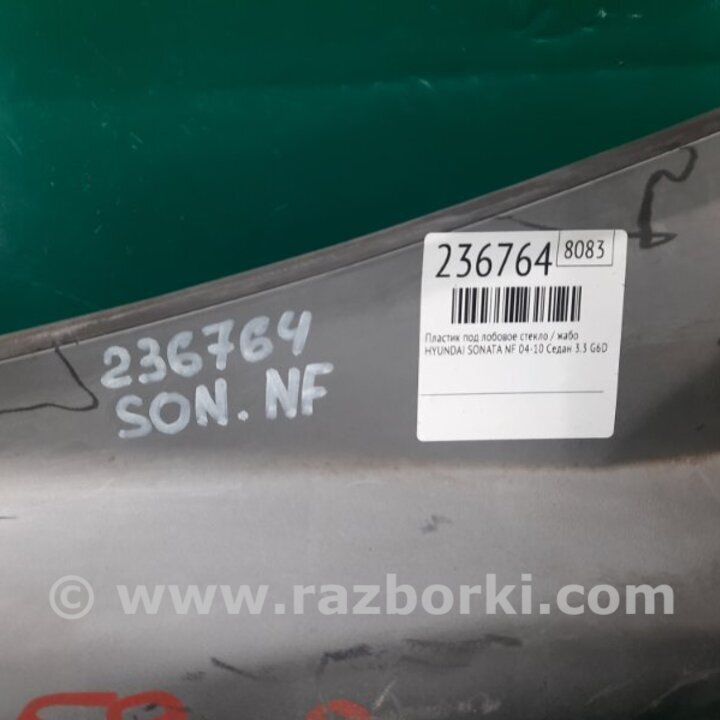 236764
8083
Пластик под лобовое стекло / жабо
HYUNDAI SONATA NF 04-10 Седан 3.3 G6D
236764
SON. NF
© www.razborki.com